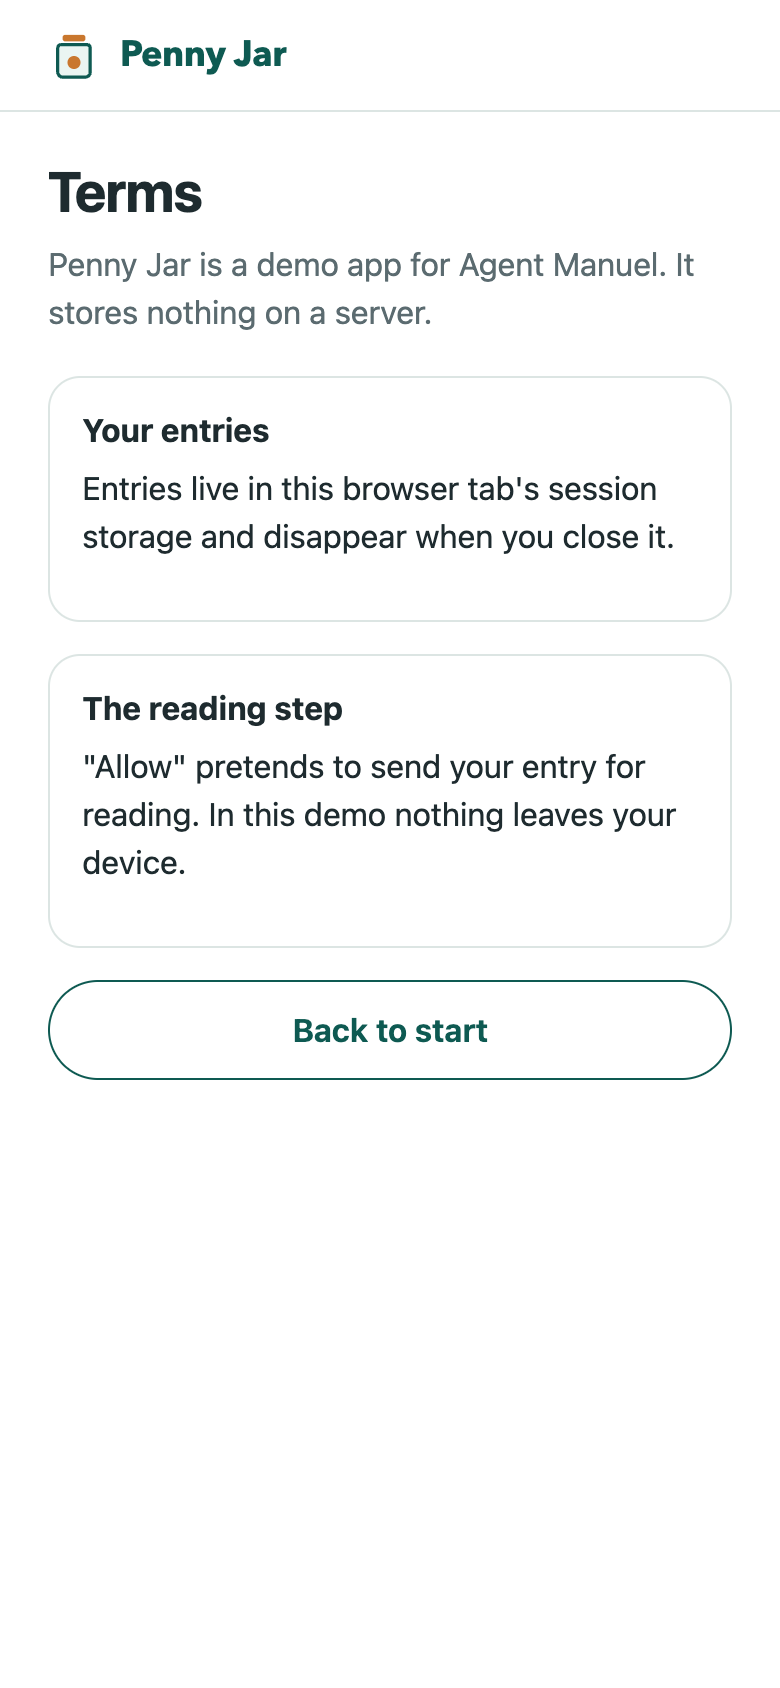 Penny Jar
Terms
Penny Jar is a demo app for Agent Manuel. It
stores nothing on a server.
Your entries
Entries live in this browser tab's session
storage and disappear when you close it.
The reading step
"Allow" pretends to send your entry for
reading. In this demo nothing leaves your
device.
Back to start